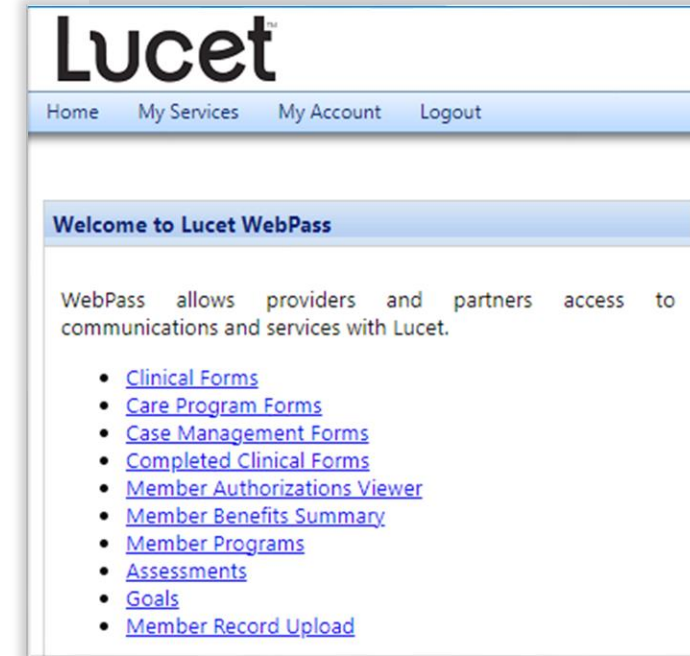 Lucet™
Home My Services My Account Logout
Welcome to Lucet WebPass
WebPass allows providers and partners access to
communications and services with Lucet.
• Clinical Forms
• Care Program Forms
• Case Management Forms
• Completed Clinical Forms
• Member Authorizations Viewer
• Member Benefits Summary
• Member Programs
• Assessments
• Goals
• Member Record Upload